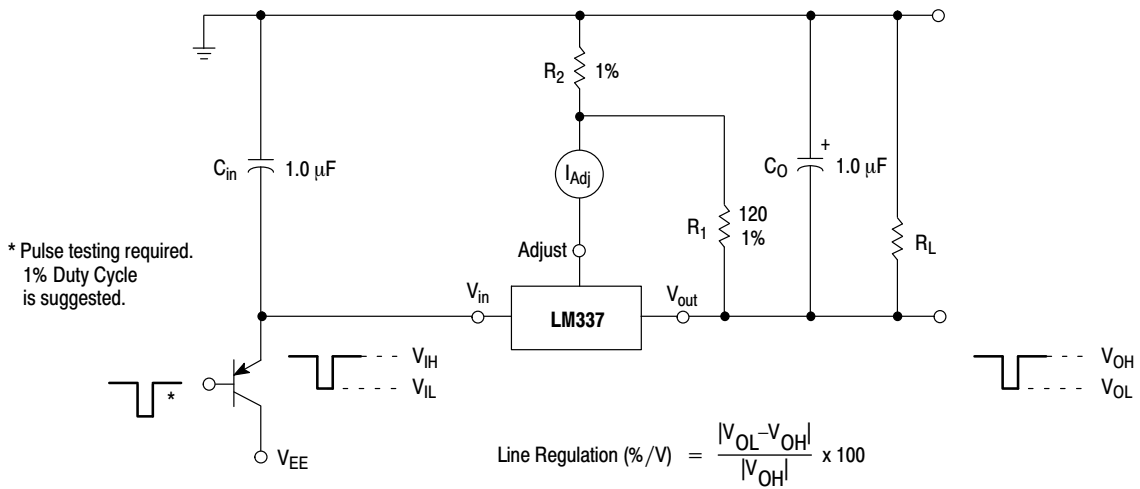 R2 1%
Cin 1.0 μF
IAdj
CO + 1.0 μF
R1 120 1%
RL
* Pulse testing required.
1% Duty Cycle
is suggested.
Adjust
Vin
LM337
Vout
VIH
VIL
*
VEE
VOH
VOL
Line Regulation (%/V) = |VOL–VOH| / |VOH| x 100